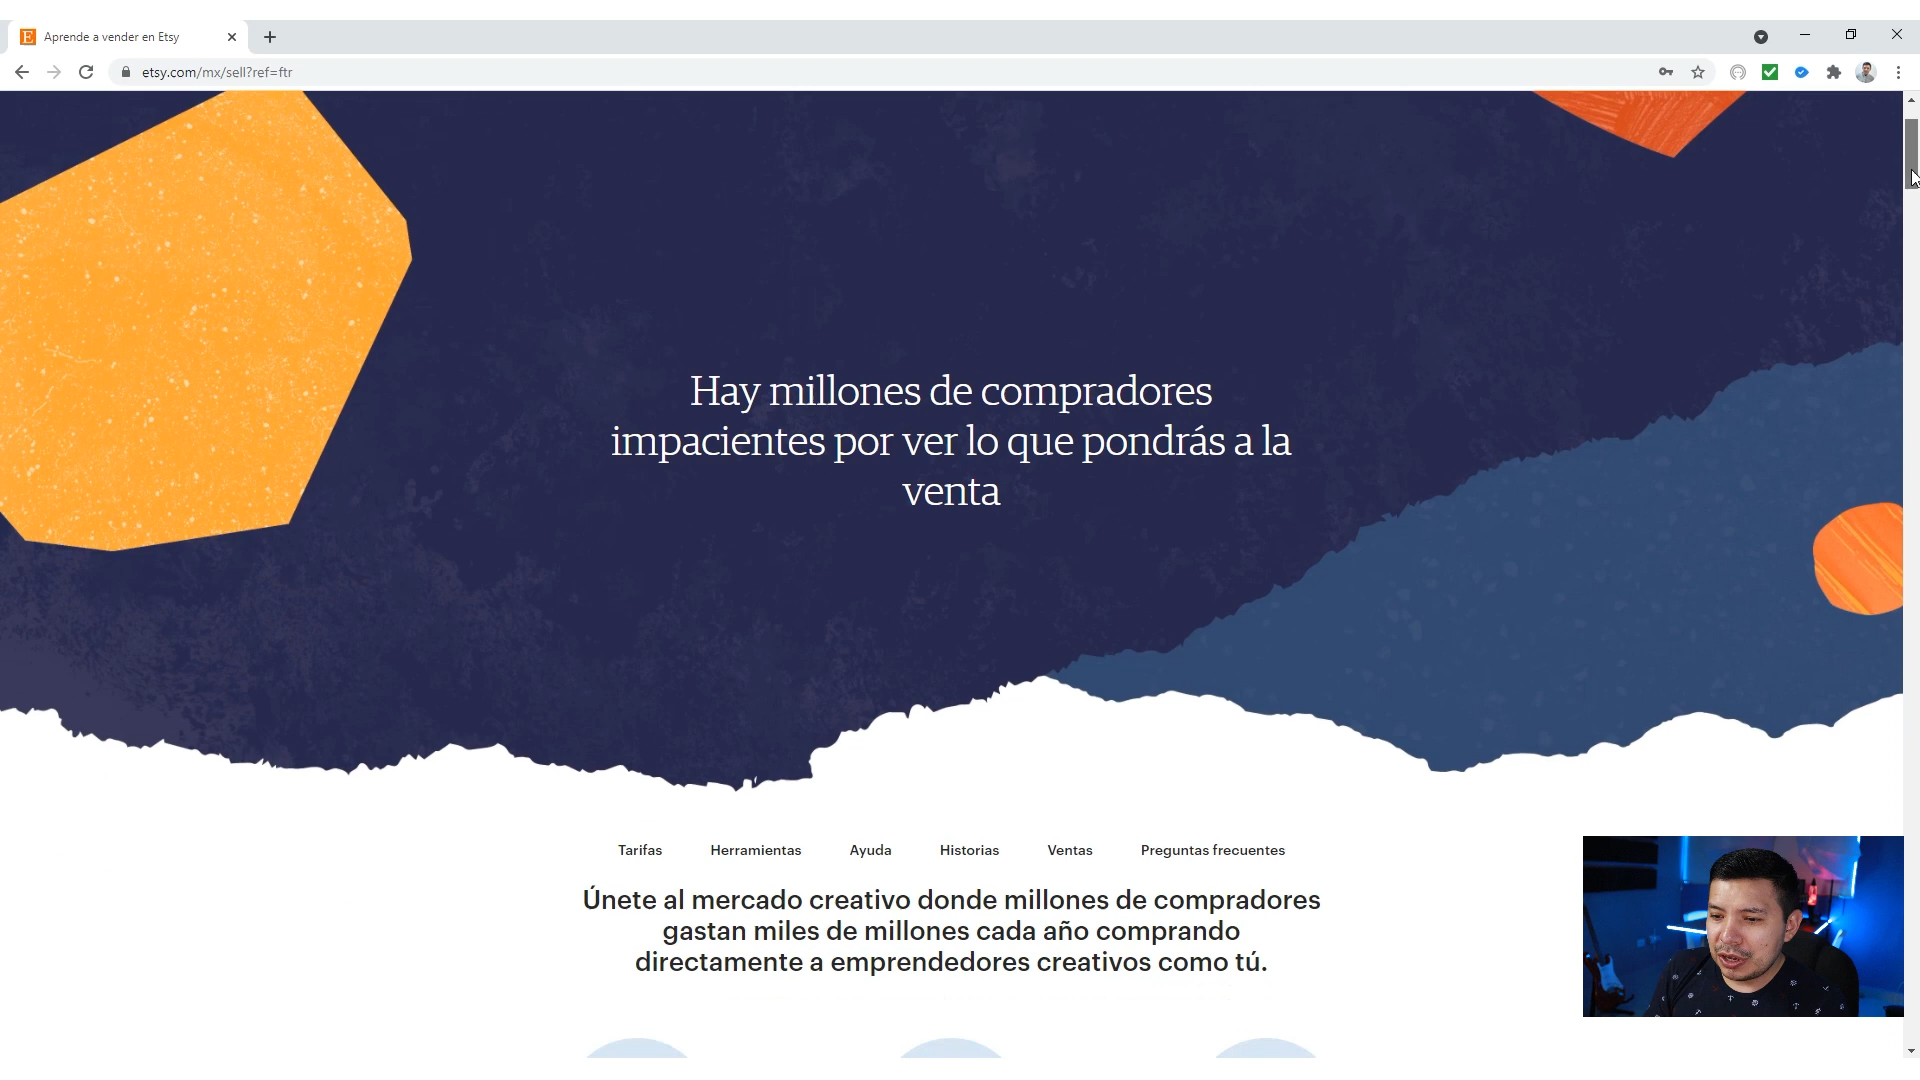 E Aprende a vender en Etsy
etsy.com/mx/sell?ref=ftr
Hay millones de compradores
impacientes por ver lo que pondrás a la
venta
Tarifas Herramientas Ayuda Historias Ventas Preguntas frecuentes
Únete al mercado creativo donde millones de compradores
gastan miles de millones cada año comprando
directamente a emprendedores creativos como tú.